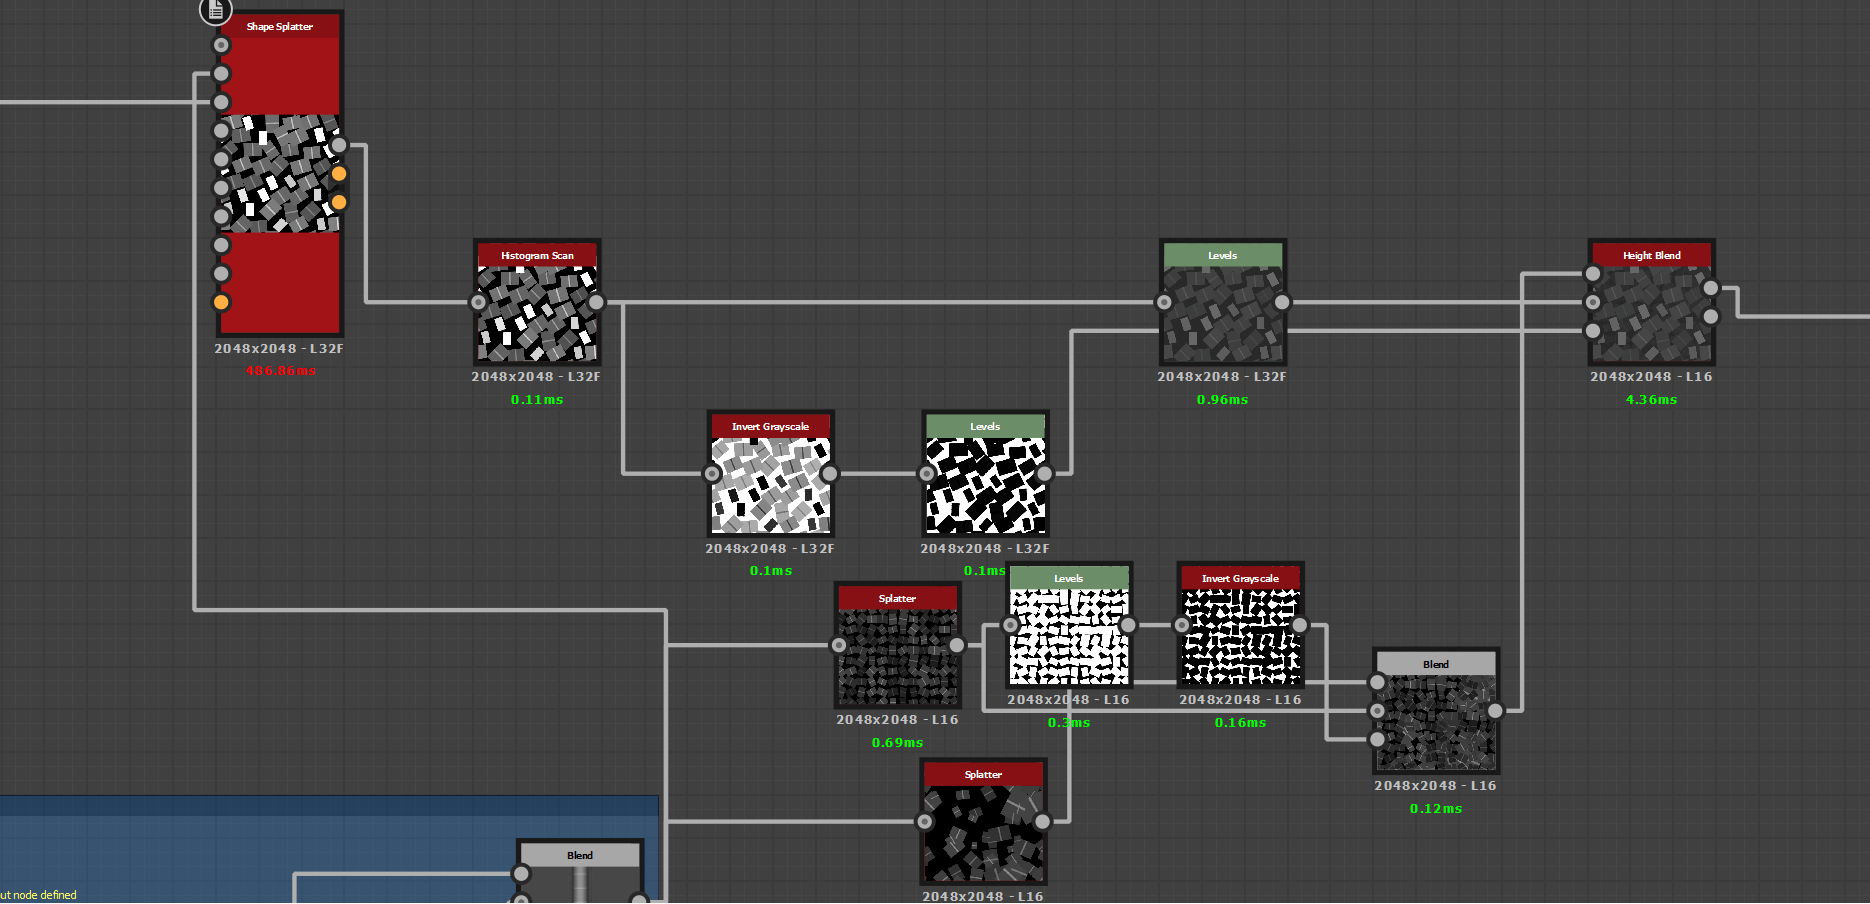 Shape Splatter
2048x2048 - L32F
486.86ms
Histogram Scan
2048x2048 - L32F
0.11ms
Levels
2048x2048 - L32F
0.96ms
Height Blend
2048x2048 - L16
4.36ms
Invert Grayscale
2048x2048 - L32F
0.1ms
Levels
2048x2048 - L32F
0.1ms
Splatter
2048x2048 - L16
0.69ms
Levels
2048x2048 - L16
0.3ms
Invert Grayscale
2048x2048 - L16
0.16ms
Blend
2048x2048 - L16
0.12ms
Splatter
2048x2048 - L16
Blend
ut node defined